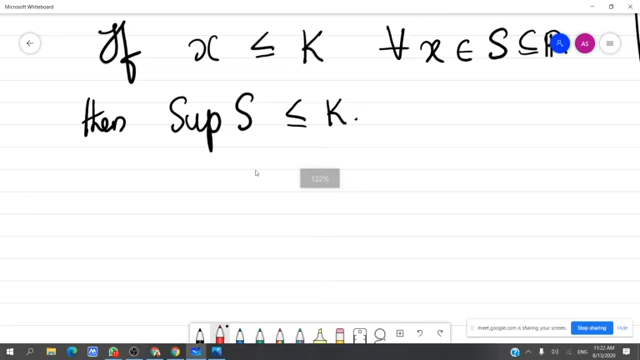 Microsoft Whiteboard
If x ≤ K ∀ x ∈ S ⊆ ℝ.
AS
then Sup S ≤ K.
122%
meet.google.com is sharing your screen. Stop sharing Hide
ENG
11:22 AM
8/13/2020